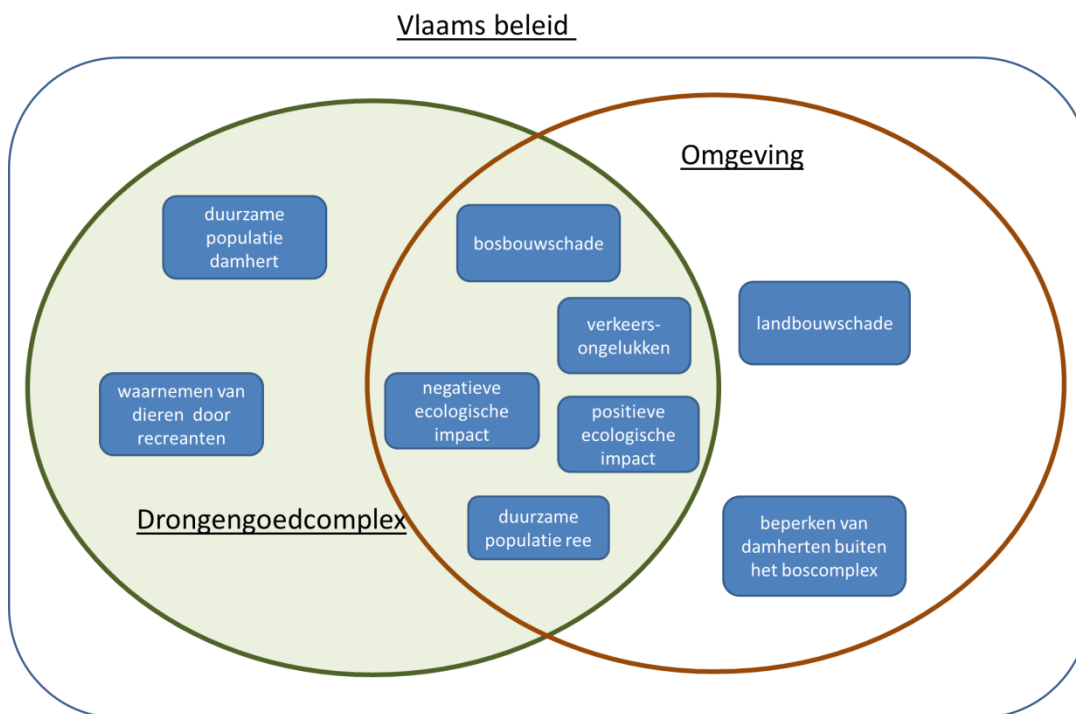 Vlaams beleid
Omgeving
duurzame
populatie
damhert
bosbouwschade
verkeers-
ongelukken
landbouwschade
waarnemen van
dieren door
recreanten
negatieve
ecologische
impact
positieve
ecologische
impact
Drongengoedcomplex
duurzame
populatie ree
beperken van
damherten buiten
het boscomplex